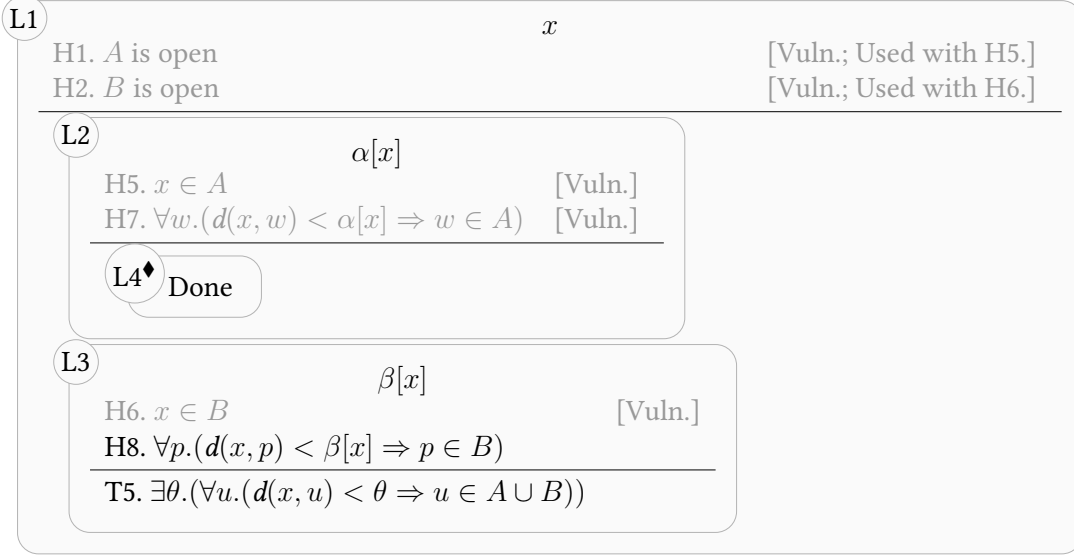 L1
x
H1. A is open [Vuln.; Used with H5.]
H2. B is open [Vuln.; Used with H6.]
L2
α[x]
H5. x ∈ A [Vuln.]
H7. ∀w.(d(x, w) < α[x] ⇒ w ∈ A) [Vuln.]
L4♦ Done
L3
β[x]
H6. x ∈ B [Vuln.]
H8. ∀p.(d(x, p) < β[x] ⇒ p ∈ B)
T5. ∃θ.(∀u.(d(x, u) < θ ⇒ u ∈ A ∪ B))